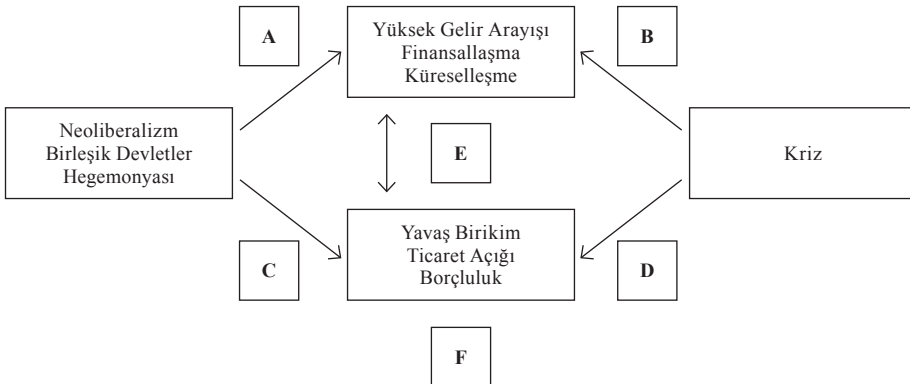 A
Yüksek Gelir Arayışı
Finansallaşma
Küreselleşme
B
Neoliberalizm
Birleşik Devletler
Hegemonyası
E
Kriz
C
Yavaş Birikim
Ticaret Açığı
Borçluluk
D
F